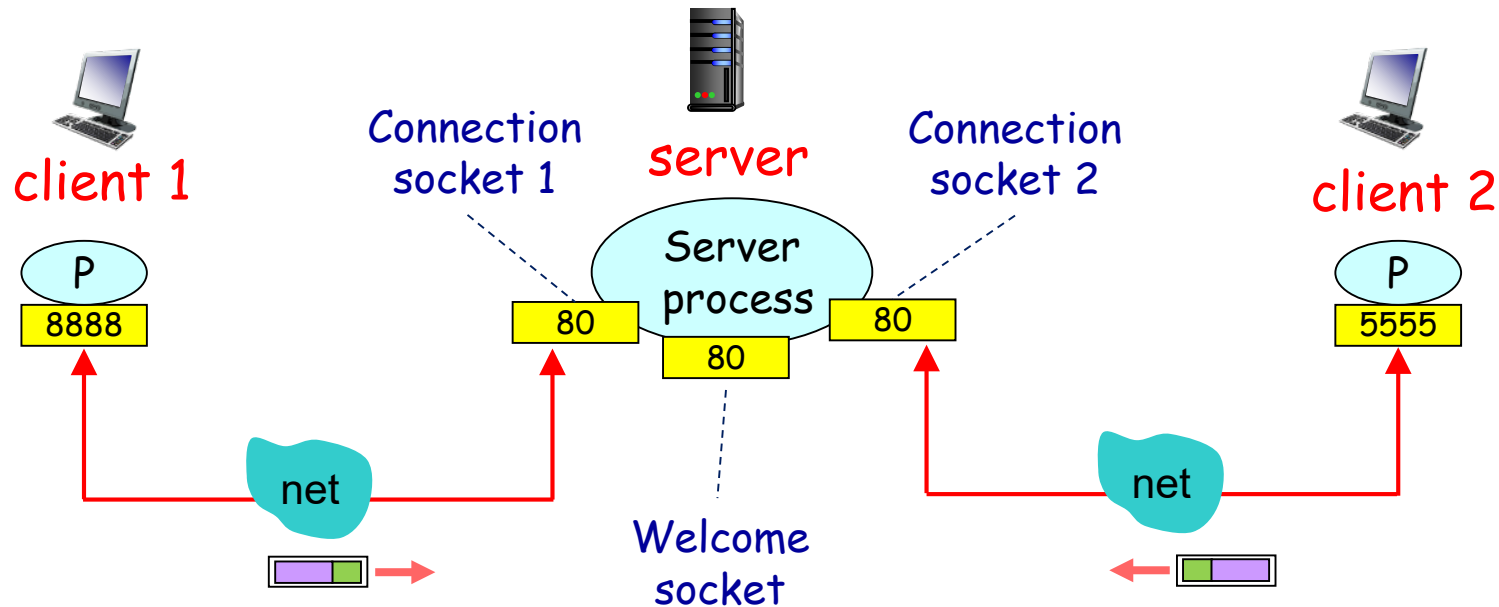 Connection
socket 1
server
Connection
socket 2
client 1
client 2
P
8888
Server
process
80
80
80
P
5555
net
net
Welcome
socket